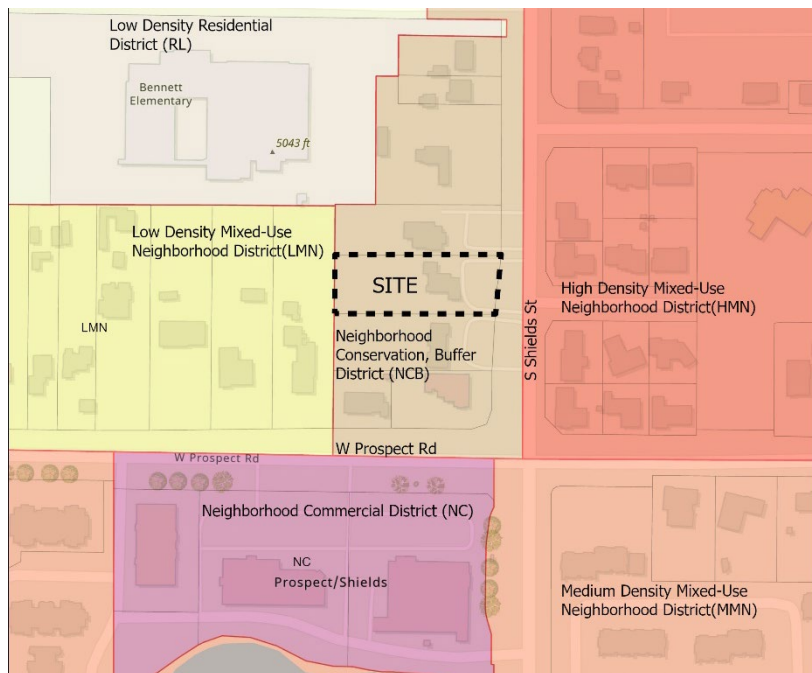 Low Density Residential
District (RL)
Bennett
Elementary
5043 ft
Low Density Mixed-Use
Neighborhood District(LMN)
SITE
High Density Mixed-Use
Neighborhood District(HMN)
LMN
Neighborhood
Conservation, Buffer
District (NCB)
S Shields St
W Prospect Rd
W Prospect Rd
Neighborhood Commercial District (NC)
NC
Prospect/Shields
Medium Density Mixed-Use
Neighborhood District(MMN)